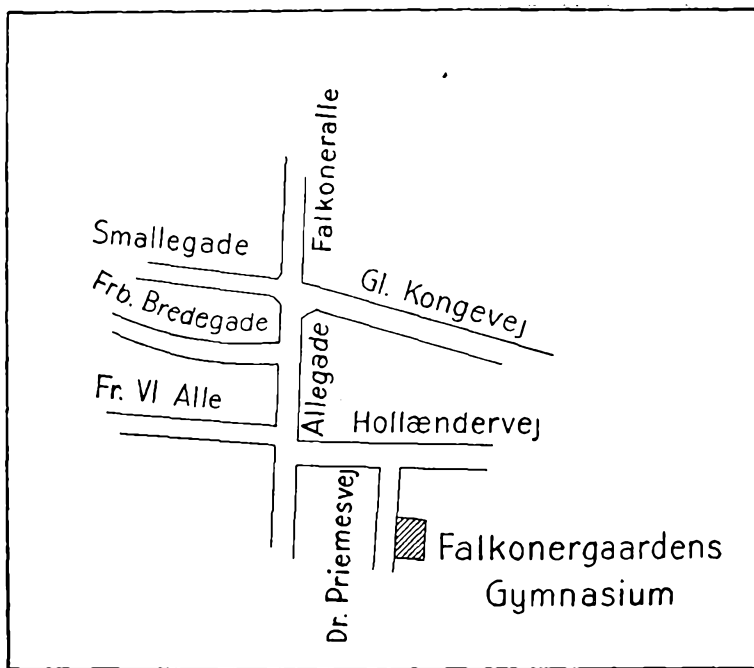 Falkoneralle
Smallegade
Gl. Kongevej
Frb. Bredegade
Allegade
Fr. VI Alle
Hollændervej
Dr. Priemesvej
Falkonergaardens
Gymnasium